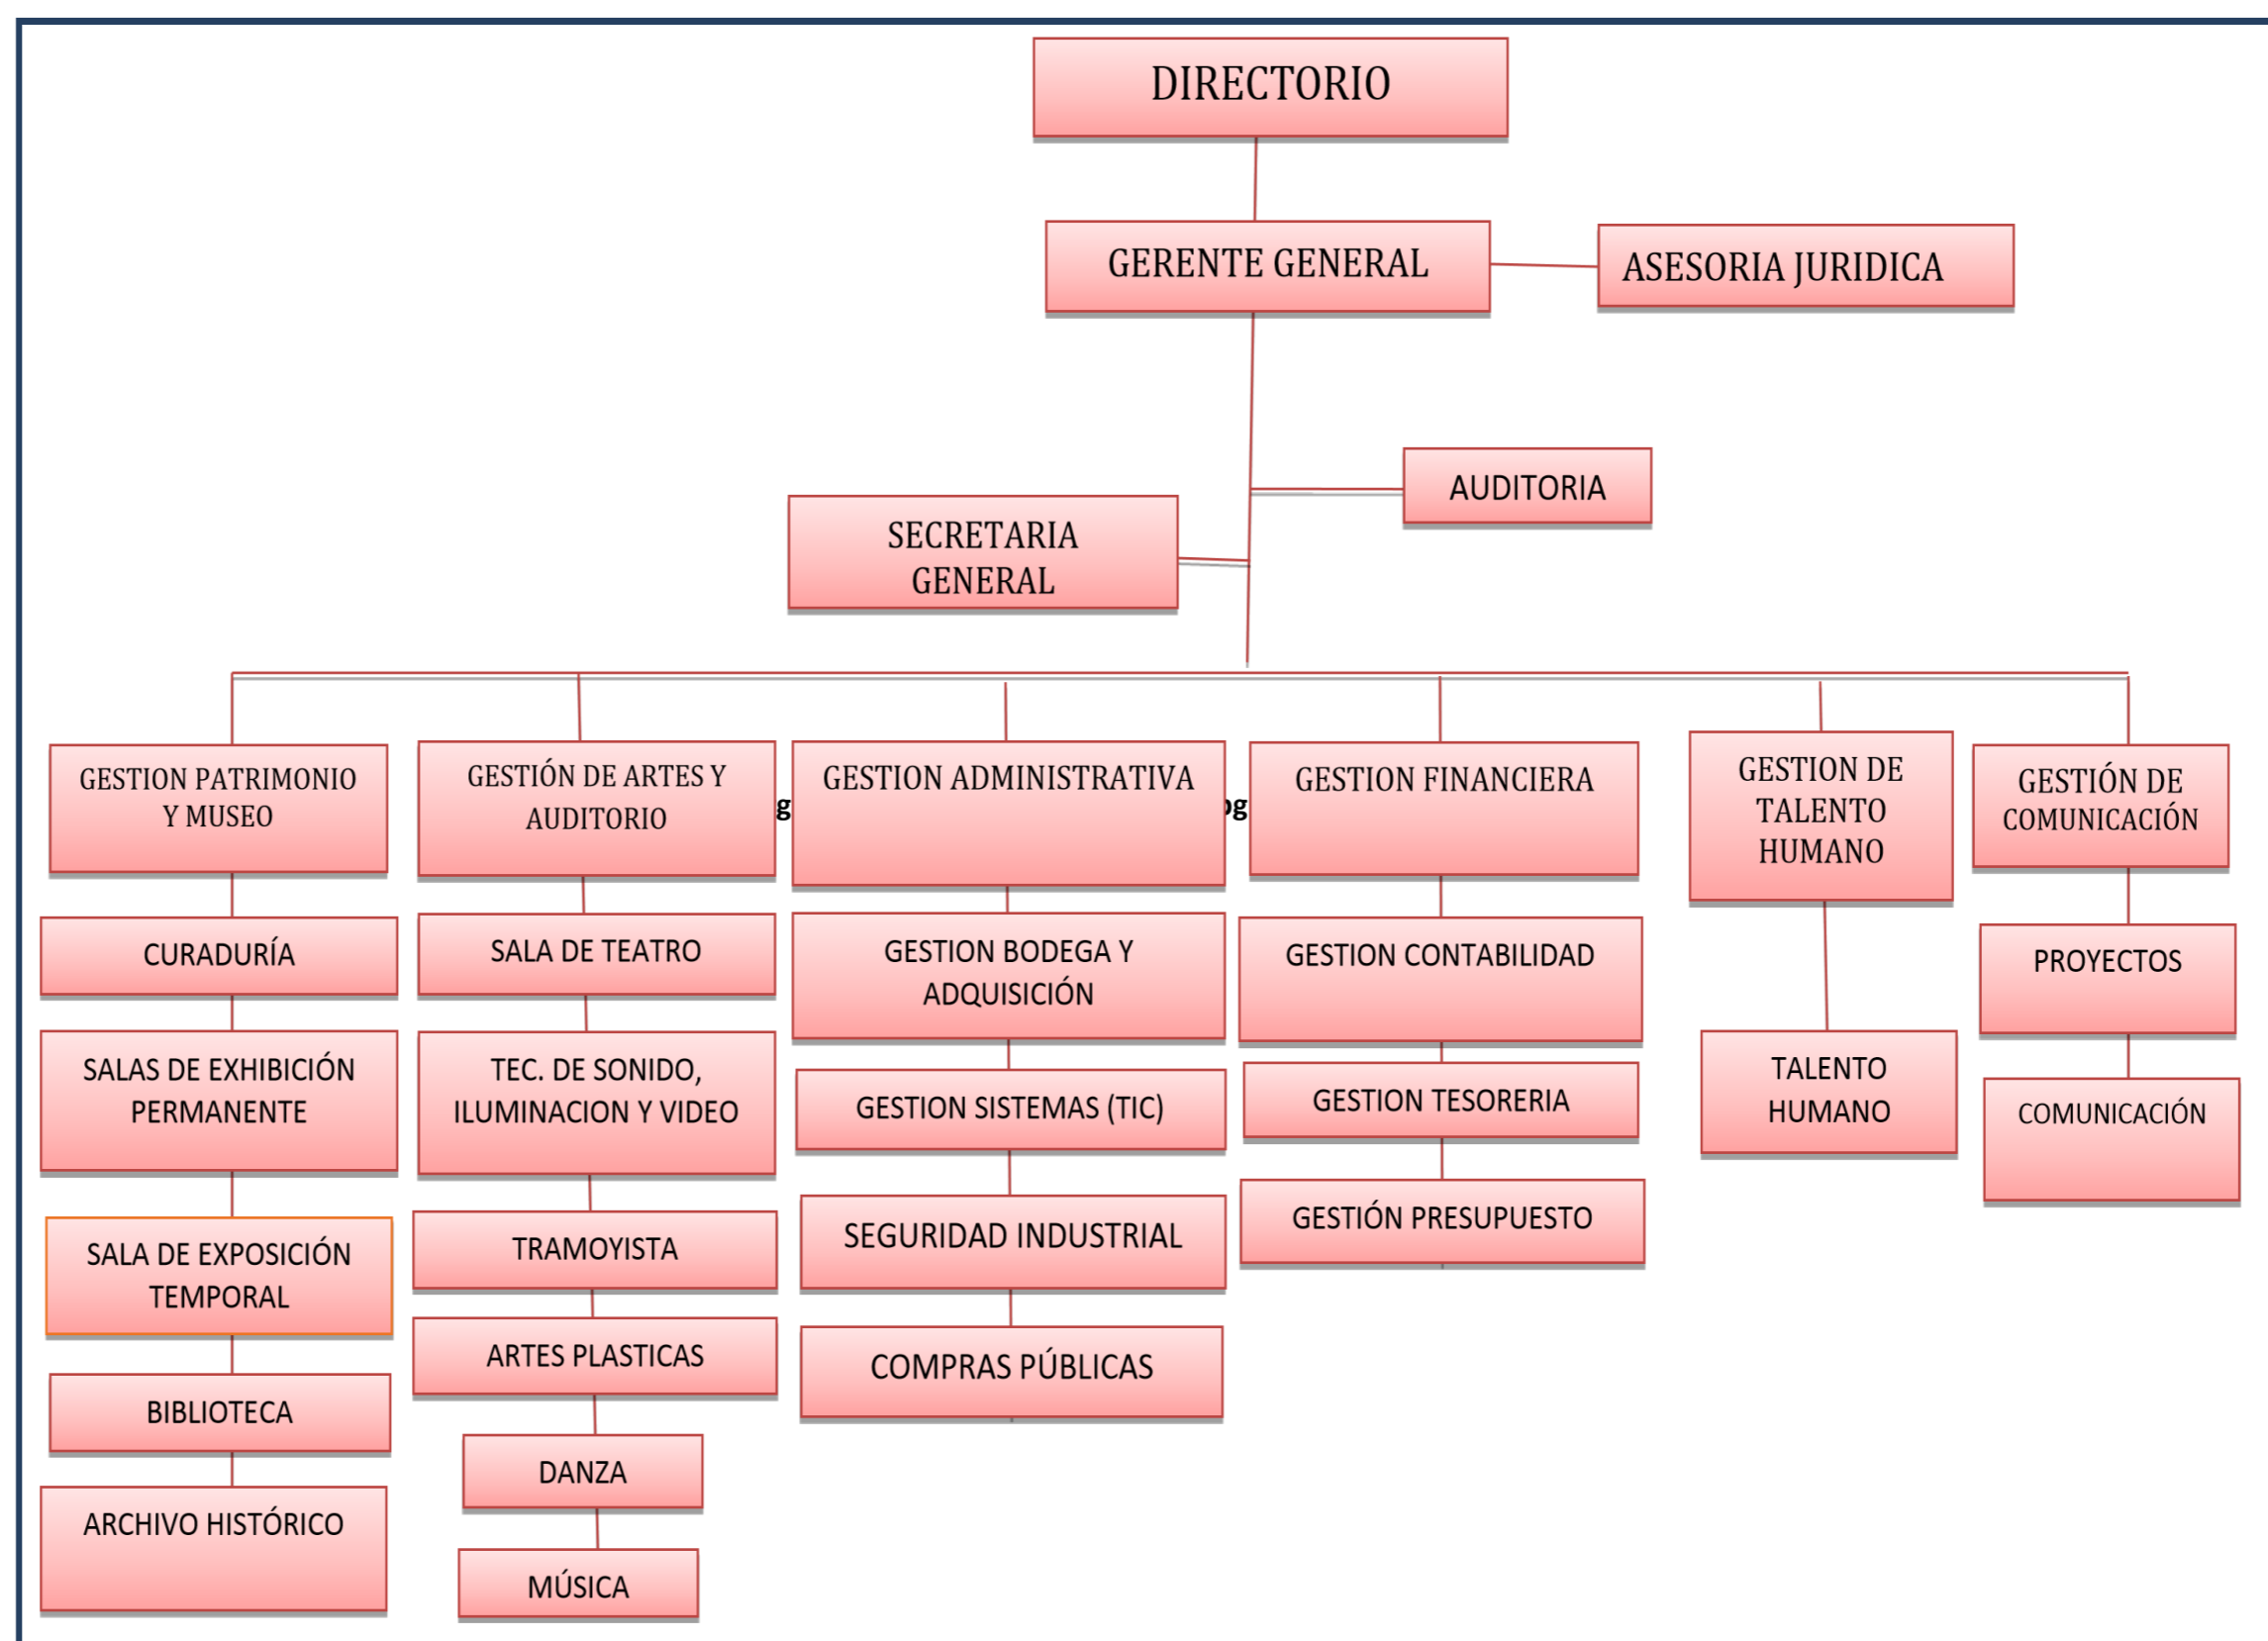 DIRECTORIO
GERENTE GENERAL
ASESORIA JURIDICA
AUDITORIA
SECRETARIA
GENERAL
GESTION PATRIMONIO
Y MUSEO
CURADURÍA
SALAS DE EXHIBICIÓN
PERMANENTE
SALA DE EXPOSICIÓN
TEMPORAL
BIBLIOTECA
ARCHIVO HISTÓRICO
GESTIÓN DE ARTES Y
AUDITORIO
SALA DE TEATRO
TEC. DE SONIDO,
ILUMINACION Y VIDEO
TRAMOYISTA
ARTES PLASTICAS
DANZA
MÚSICA
GESTION ADMINISTRATIVA
GESTION BODEGA Y
ADQUISICIÓN
GESTION SISTEMAS (TIC)
SEGURIDAD INDUSTRIAL
COMPRAS PÚBLICAS
GESTION FINANCIERA
GESTION CONTABILIDAD
GESTION TESORERIA
GESTIÓN PRESUPUESTO
GESTION DE
TALENTO
HUMANO
TALENTO
HUMANO
GESTIÓN DE
COMUNICACIÓN
PROYECTOS
COMUNICACIÓN